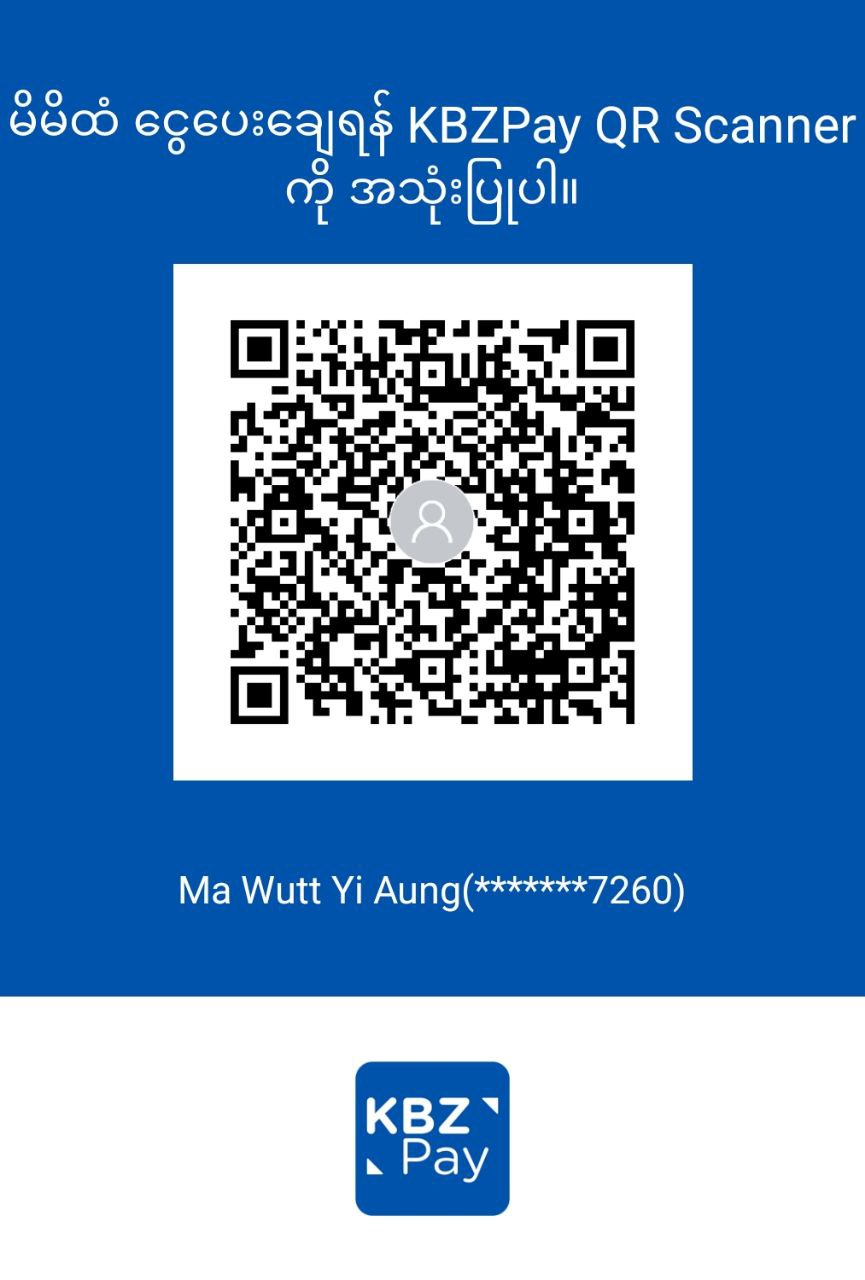 မိမိထံ ငွေပေးချေရန် KBZPay QR Scanner
ကို အသုံးပြုပါ။
Ma Wutt Yi Aung(*******7260)
KBZ
Pay